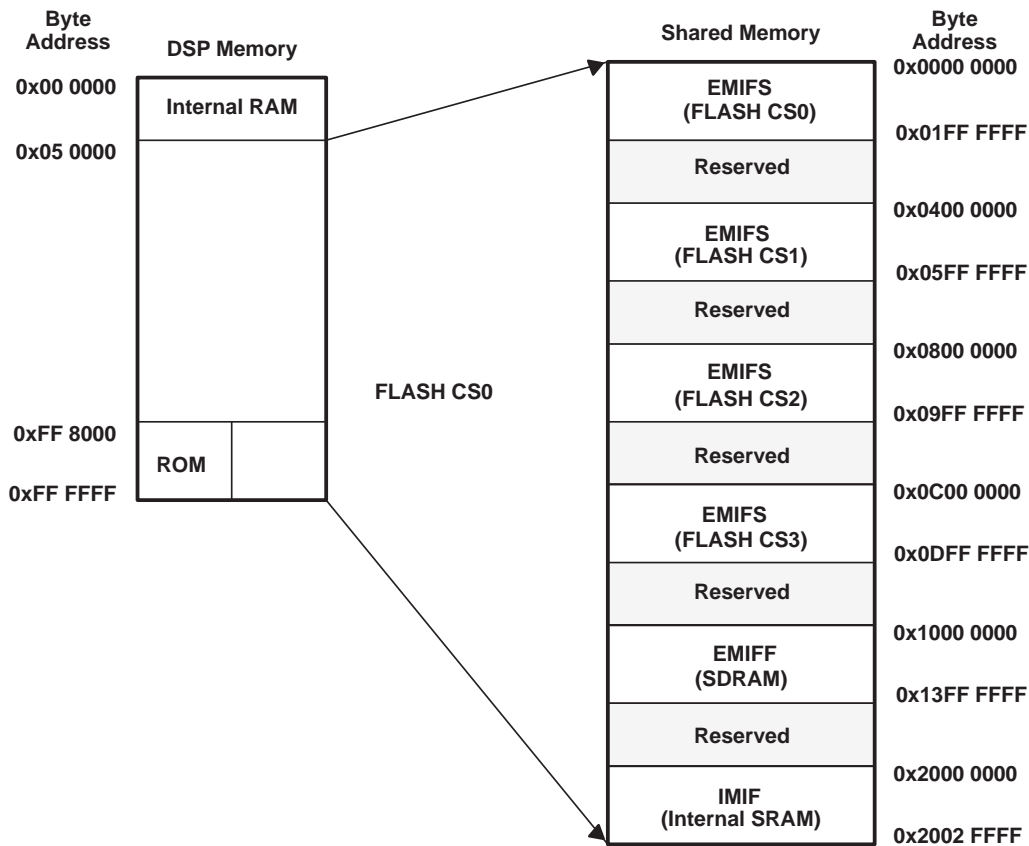 Byte
Address
DSP Memory
0x00 0000
Internal RAM
0x05 0000
0xFF 8000
ROM
0xFF FFFF
FLASH CS0
Shared Memory
Byte
Address
0x0000 0000
EMIFS
(FLASH CS0)
0x01FF FFFF
Reserved
0x0400 0000
EMIFS
(FLASH CS1)
0x05FF FFFF
Reserved
0x0800 0000
EMIFS
(FLASH CS2)
0x09FF FFFF
Reserved
0x0C00 0000
EMIFS
(FLASH CS3)
0x0DFF FFFF
Reserved
0x1000 0000
EMIFF
(SDRAM)
0x13FF FFFF
Reserved
0x2000 0000
IMIF
(Internal SRAM)
0x2002 FFFF